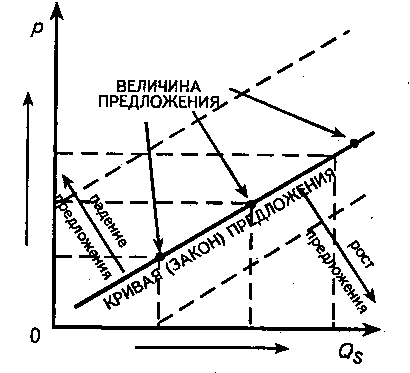 P
ВЕЛИЧИНА
ПРЕДЛОЖЕНИЯ
падение
предложения
КРИВАЯ (ЗАКОН) ПРЕДЛОЖЕНИЯ
рост
предложения
0
Qs